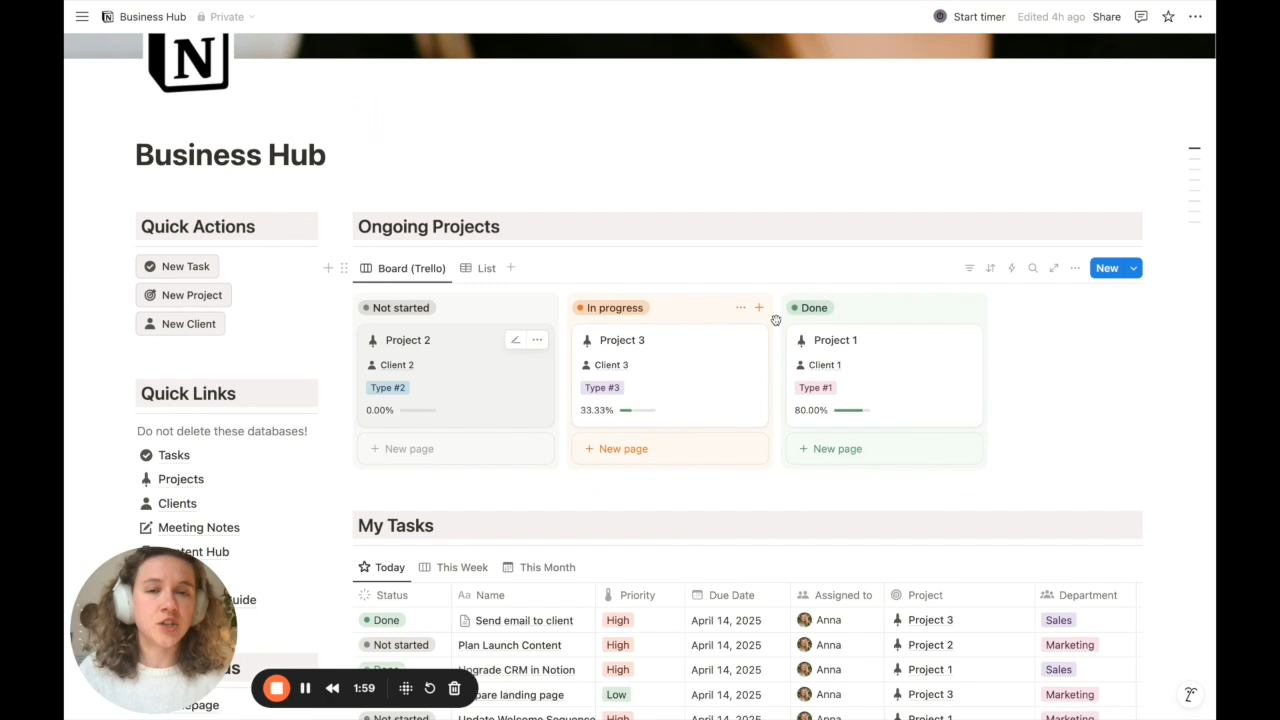 Business Hub Private Start timer Edited 4h ago Share
N
Business Hub
Quick Actions
New Task
New Project
New Client
Quick Links
Do not delete these databases!
Tasks
Projects
Clients
Meeting Notes
Ongoing Projects
Board (Trello) List New
Not started In progress Done
Project 2 Project 3 Project 1
Client 2 Client 3 Client 1
Type #2 Type #3 Type #1
0.00% 33.33% 80.00%
New page New page New page
My Tasks
Today This Week This Month
Status Aa Name Priority Due Date Assigned to Project Department
Done Send email to client High April 14, 2025 Anna Project 3 Sales
Not started Plan Launch Content High April 14, 2025 Anna Project 2 Marketing
CRM in Notion High April 14, 2025 Anna Project 1 Sales
landing page Low April 14, 2025 Anna Project 3 Marketing
1:59